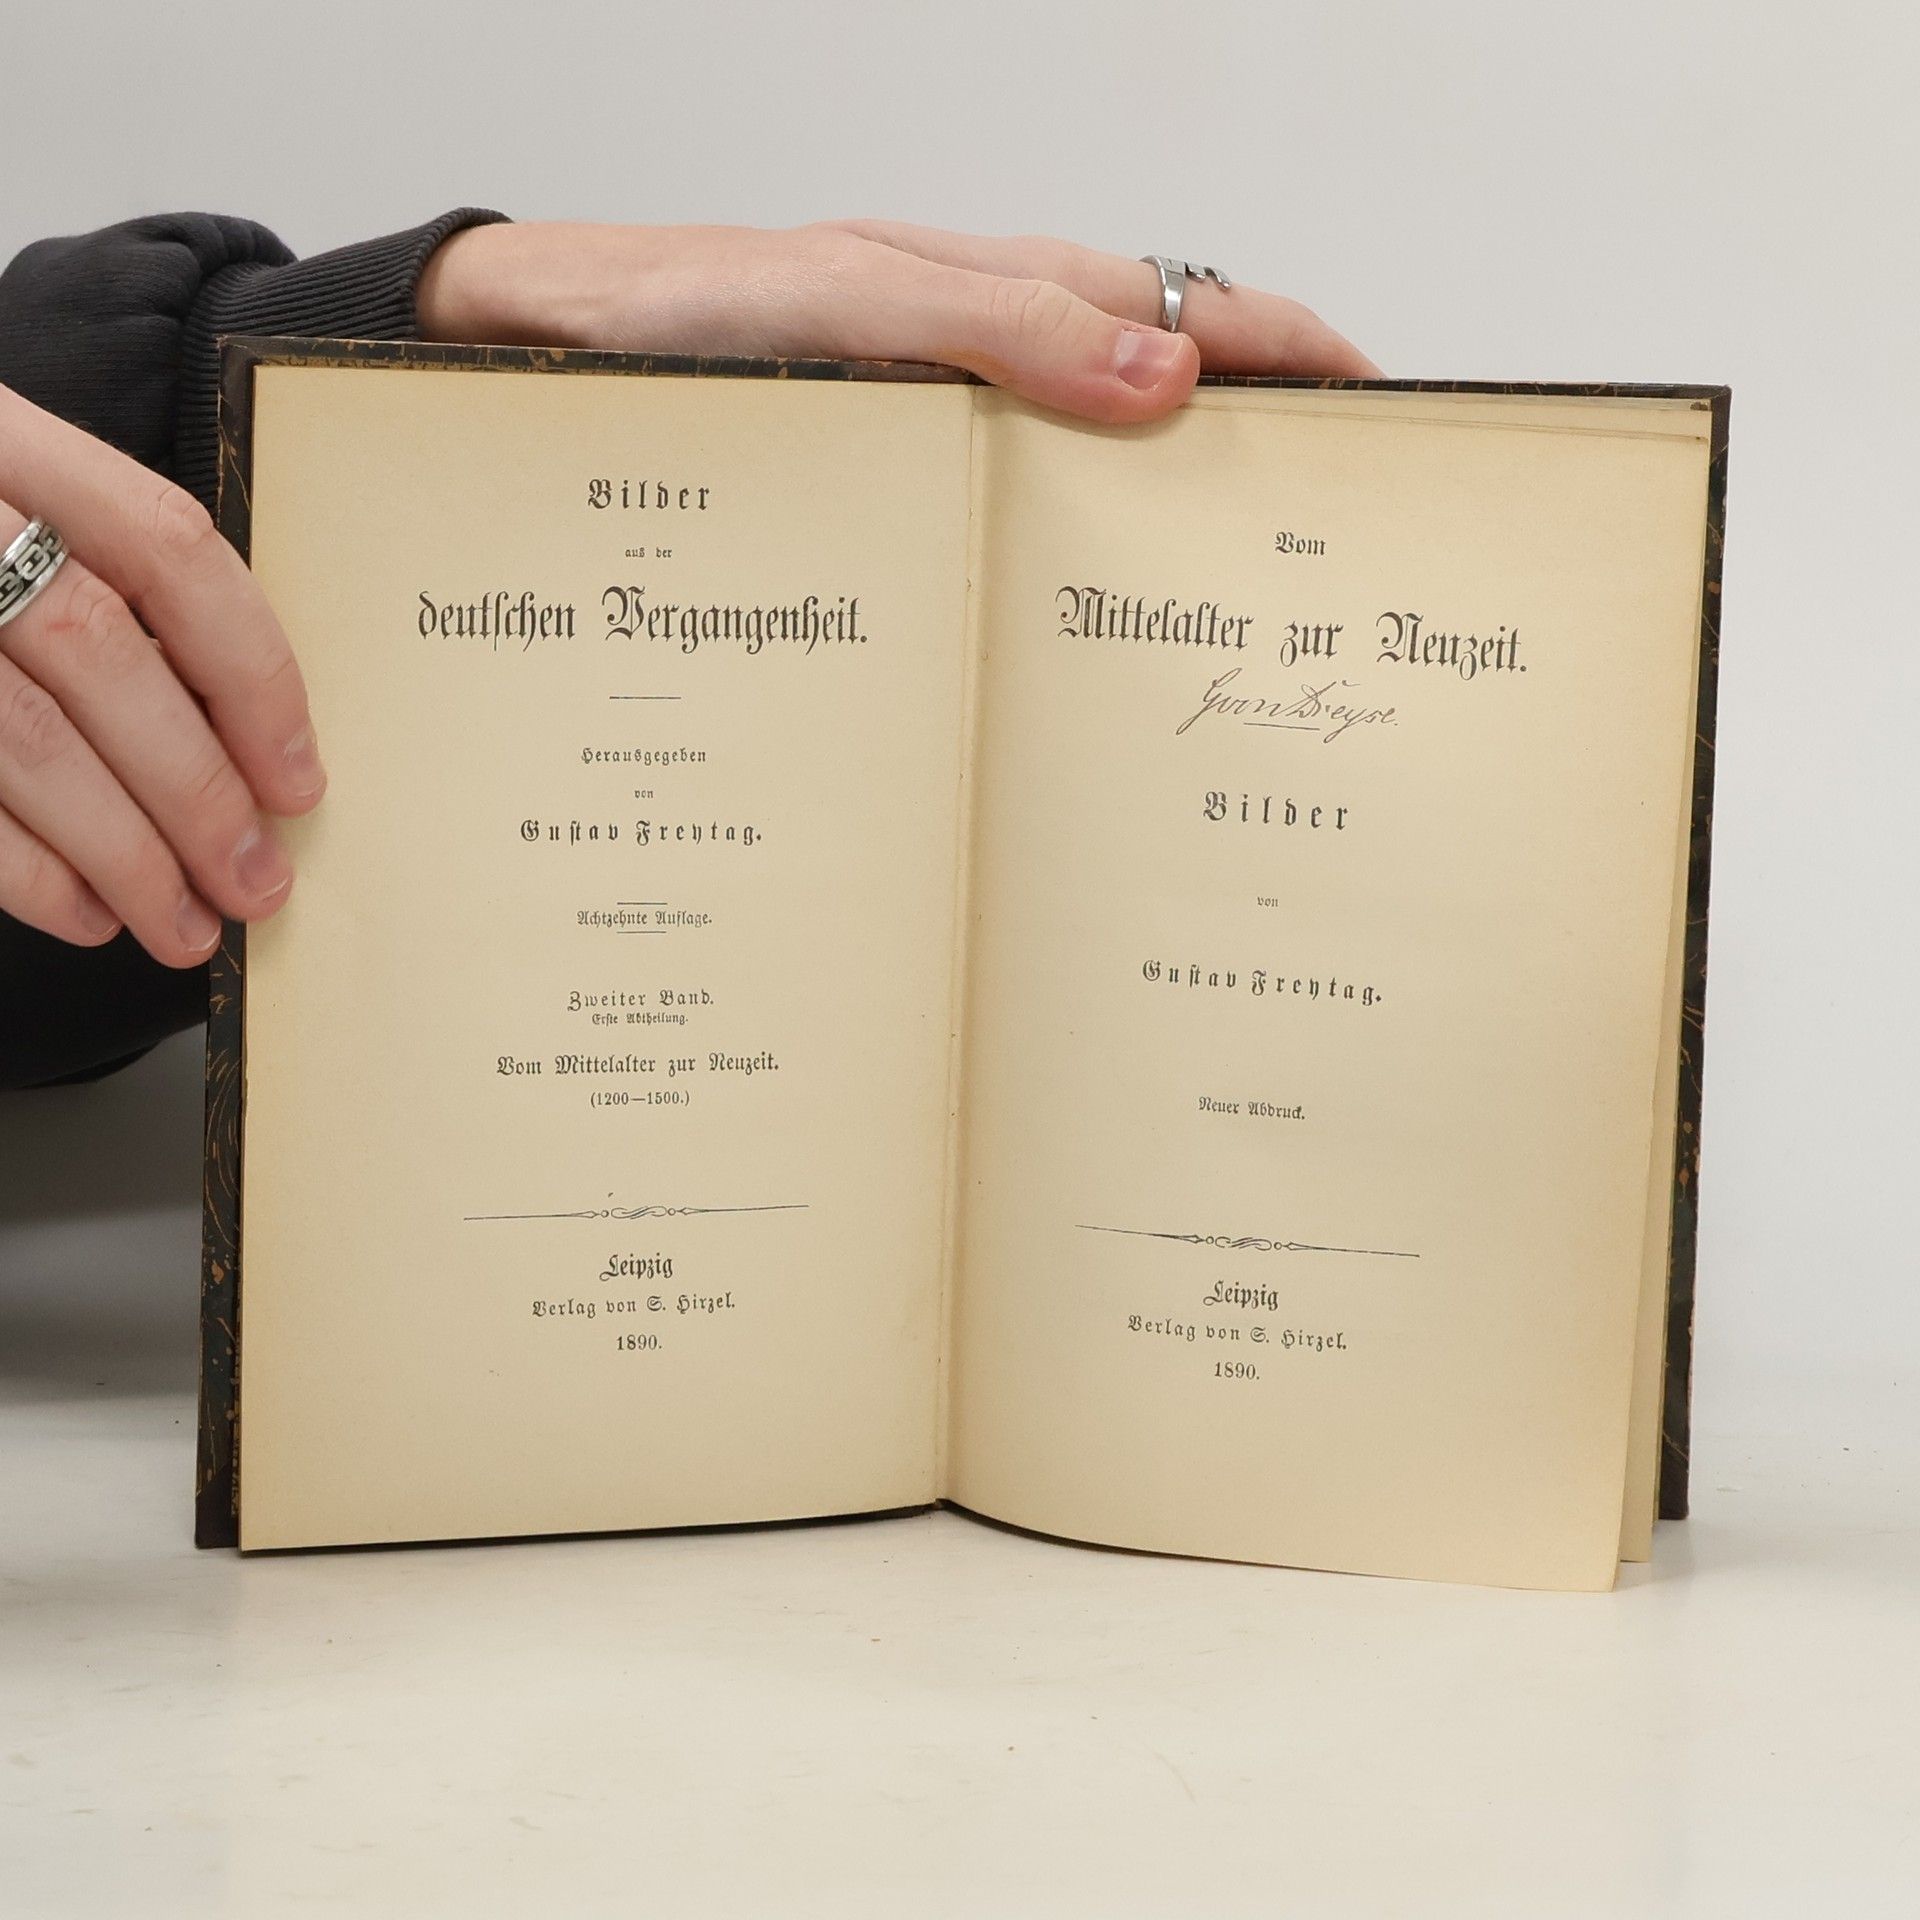 Bilder
aus der
deutſchen Vergangenheit.
Herausgegeben
von
Guſtav Freytag.
Achtzehnte Auflage.
Zweiter Band.
Erſte Abtheilung.
Vom Mittelalter zur Neuzeit.
(1200—1500.)
Leipzig
Verlag von S. Hirzel.
1890.
Vom
Mittelalter zur Neuzeit.
Bilder
von
Guſtav Freytag.
Neuer Abdruck.
Leipzig
Verlag von S. Hirzel.
1890.